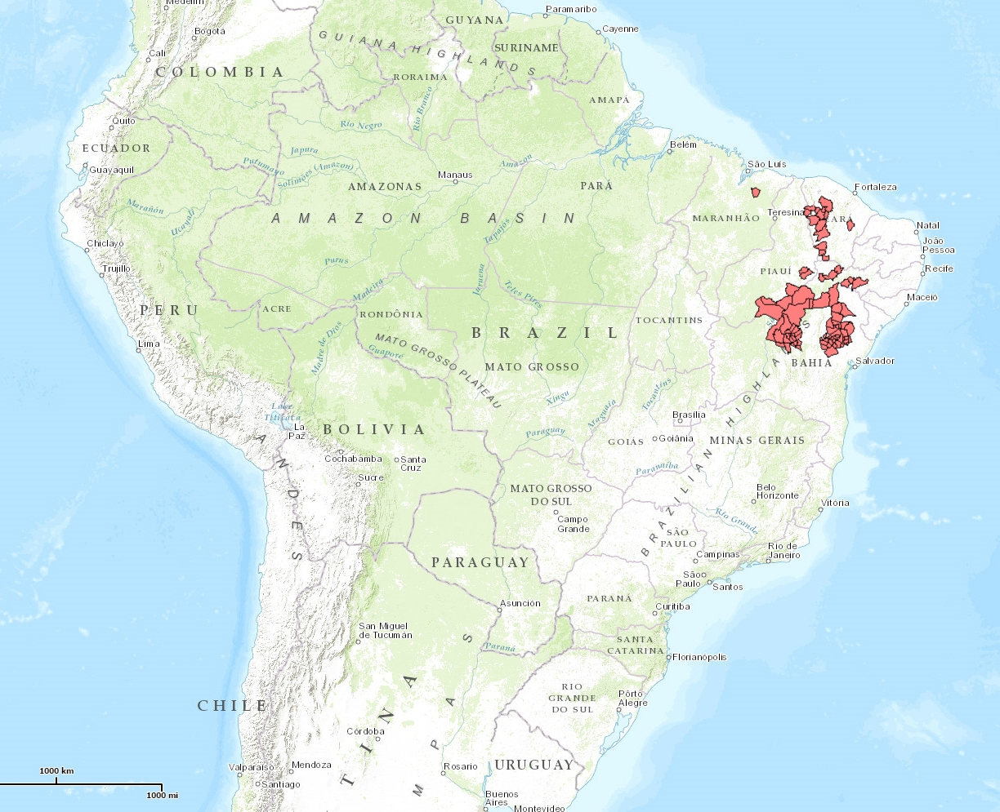 Medellín
Bogotá
Cali
COLOMBIA
Quito
ECUADOR
Guayaquil
GUYANA
Paramaribo
Cayenne
SURINAME
GUIANA HIGHLANDS
RORAIMA
Rio Branco
AMAPÁ
Rio Negro
Japura
Putumayo
Solimões (Amazon)
Amazon
Manaus
AMAZONAS
PARÁ
Belém
São Luís
Fortaleza
Teresina
MARANHÃO
EARÁ
Natal
João
Pessoa
Recife
Maceió
PIAUÍ
Marañón
Ucayali
AMAZON BASIN
Tapajós
Chiclayo
Trujillo
PERU
Lima
Purus
Madeira
Juruena
Teles Pires
ACRE
RONDÔNIA
BRAZIL
TOCANTINS
MATO GROSSO PLATEAU
MATO GROSSO
Madre de Dios
Guaporé
Xingu
Araguaia
Tocantins
BAHIA
Salvador
BRAZILIAN HIGHLA
S
Lake
Titicaca
La
Paz
BOLIVIA
Cochabamba
Santa
Cruz
Sucre
ANDES
Paraguay
Brasília
GOIÁS
Goiânia
MINAS GERAIS
Paranaíba
MATO GROSSO
DO SUL
Campo
Grande
Belo
Horizonte
Vitória
Rio Grande
SÃO
PAULO
Campinas
Rio de
Janeiro
São
Paulo
Santos
PARAGUAY
Asunción
PARANÁ
Curitiba
San Miguel
de Tucumán
Paraná
SANTA
CATARINA
Florianópolis
RIO
GRANDE
DO SUL
Pôrto
Alegre
CHILE
Córdoba
T I N A
M P A S
Valparaíso
Mendoza
Santiago
Rosario
URUGUAY
Buenos
Aires
Montevideo
1000 km
1000 mi